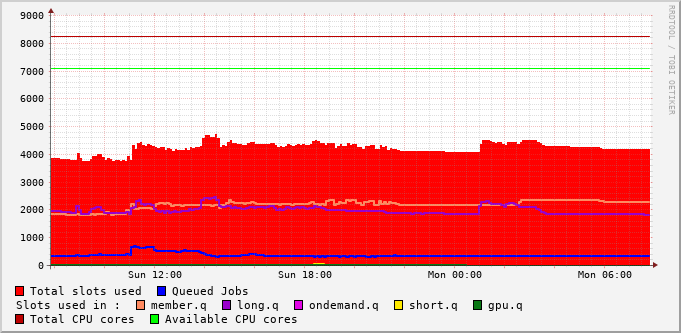 9000
8000
7000
6000
5000
4000
3000
2000
1000
0
Sun 12:00 Sun 18:00 Mon 00:00 Mon 06:00
RRDTOOL / TOBI OETIKER
Total slots used Queued Jobs
Slots used in : member.q long.q ondemand.q short.q gpu.q
Total CPU cores Available CPU cores